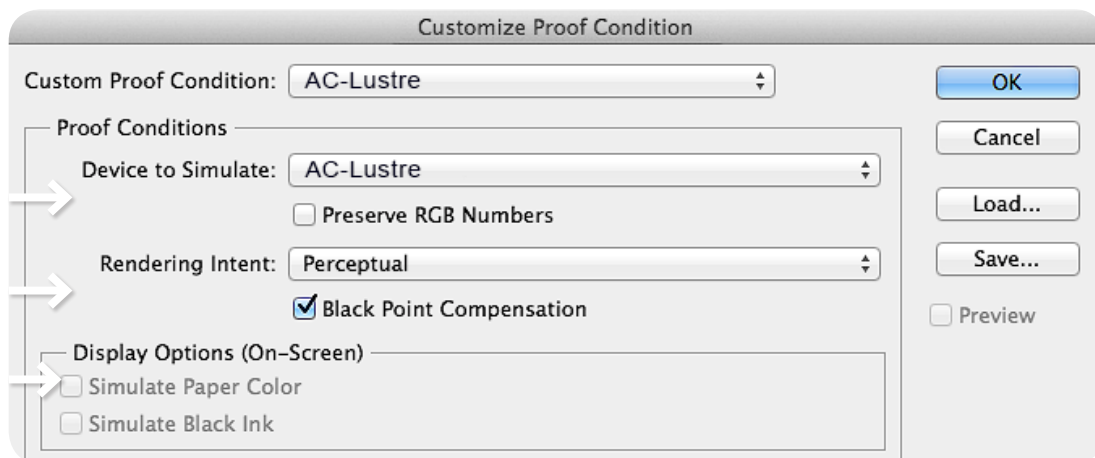 Customize Proof Condition
Custom Proof Condition: AC-Lustre
OK
Proof Conditions
Cancel
Device to Simulate: AC-Lustre
Preserve RGB Numbers
Load...
Rendering Intent: Perceptual
Save...
Black Point Compensation
Preview
Display Options (On-Screen)
Simulate Paper Color
Simulate Black Ink